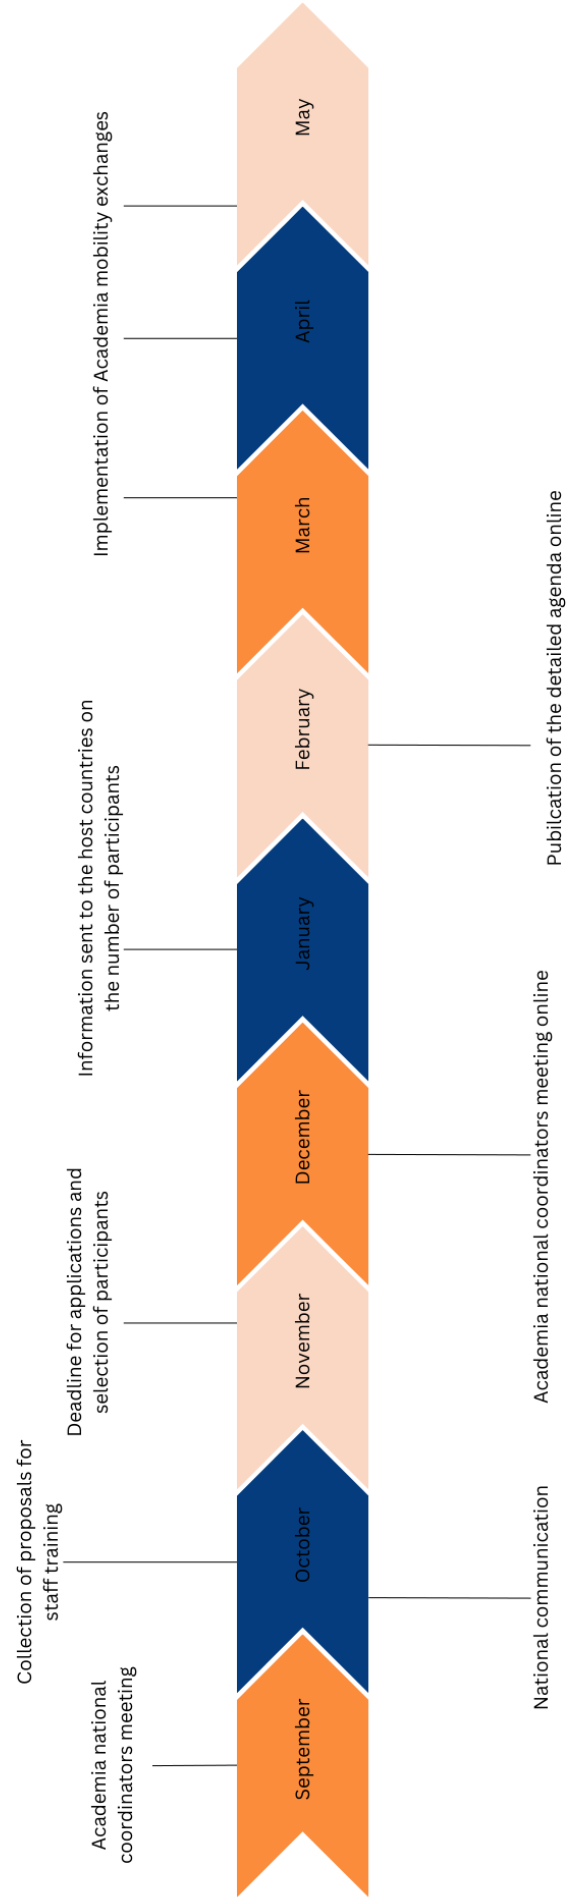 Academia national
coordinators meeting
Collection of proposals for
staff training
Deadline for applications and
selection of participants
Information sent to the host countries on
the number of participants
Implementation of Academia mobility exchanges
September
October
November
December
January
February
March
April
May
National communication
Academia national coordinators meeting online
Pubilcation of the detailed agenda online